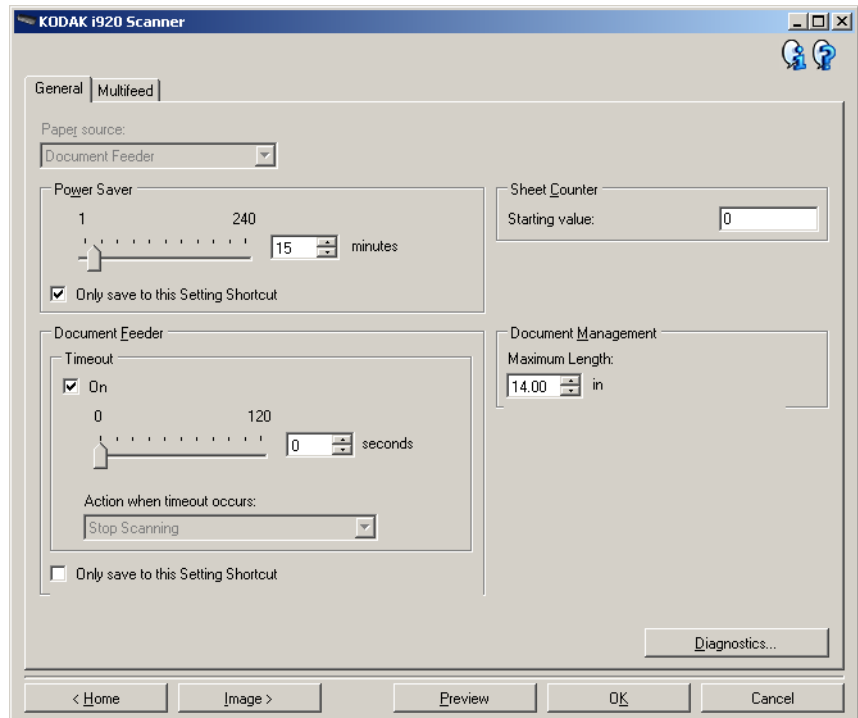 KODAK i920 Scanner
General
Multifeed
Paper source:
Document Feeder
Power Saver
1 240
15 minutes
Only save to this Setting Shortcut
Sheet Counter
Starting value: 0
Document Feeder
Timeout
On
0 120
0 seconds
Action when timeout occurs:
Stop Scanning
Only save to this Setting Shortcut
Document Management
Maximum Length:
14.00 in
Diagnostics...
< Home
Image >
Preview
OK
Cancel